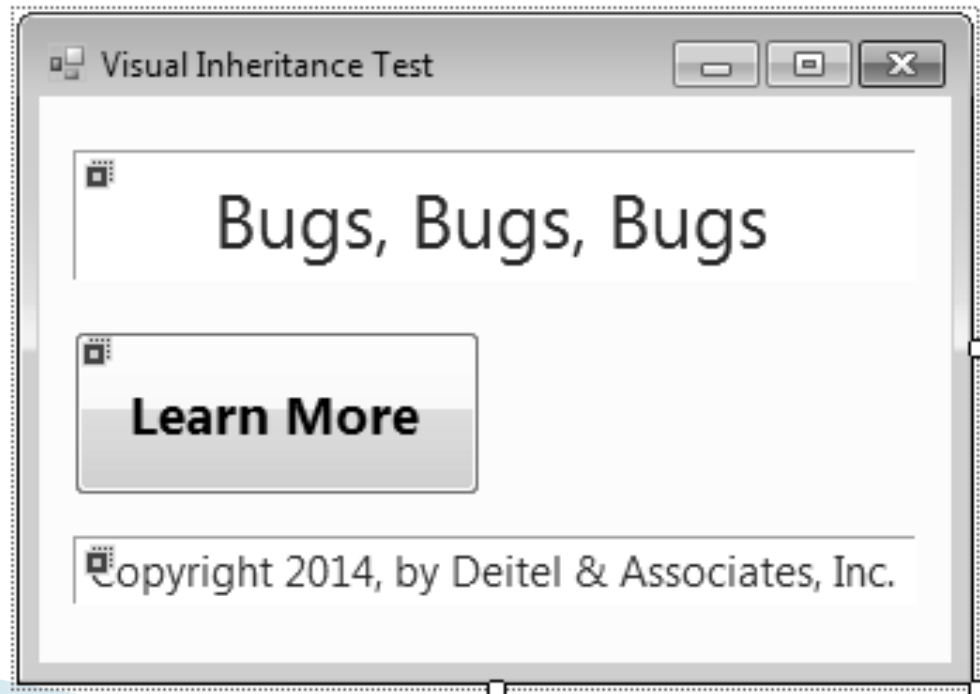 Visual Inheritance Test
Bugs, Bugs, Bugs
Learn More
Copyright 2014, by Deitel & Associates, Inc.